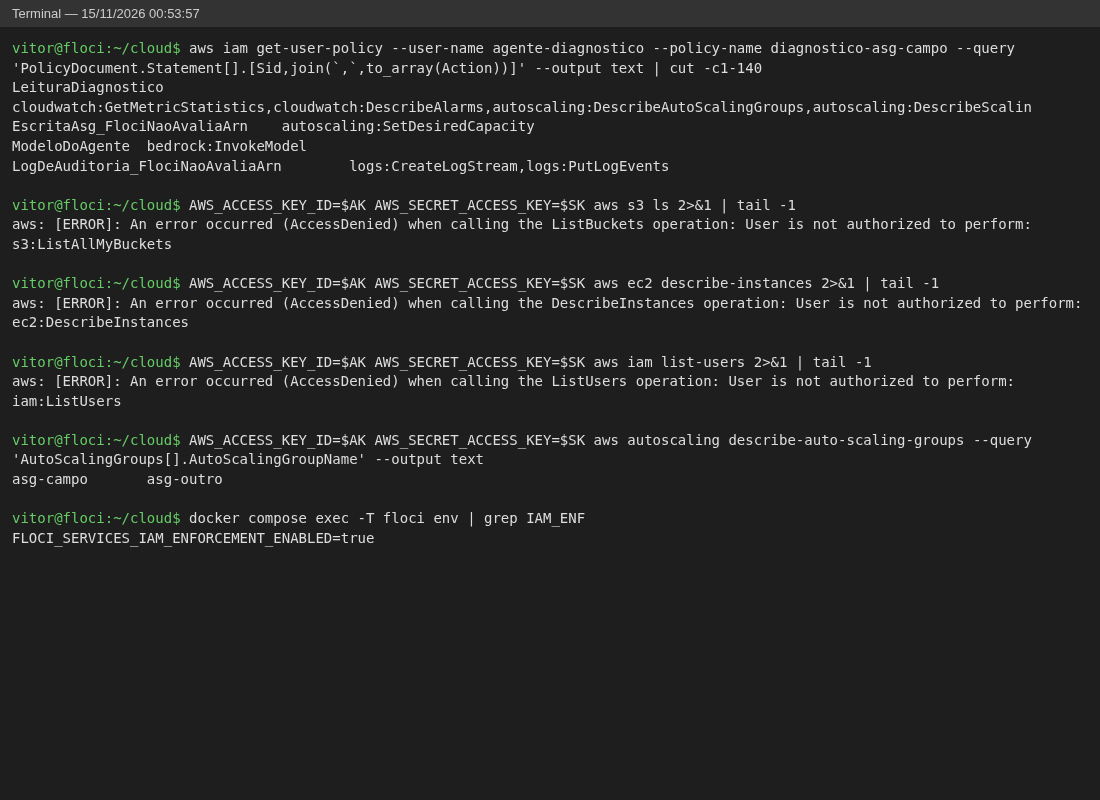 Terminal — 15/11/2026 00:53:57
vitor@floci:~/cloud$ aws iam get-user-policy --user-name agente-diagnostico --policy-name diagnostico-asg-campo --query
'PolicyDocument.Statement[].[Sid,join(`,`,to_array(Action))]' --output text | cut -c1-140
LeituraDiagnostico
cloudwatch:GetMetricStatistics,cloudwatch:DescribeAlarms,autoscaling:DescribeAutoScalingGroups,autoscaling:DescribeScalin
EscritaAsg_FlociNaoAvaliaArn    autoscaling:SetDesiredCapacity
ModeloDoAgente  bedrock:InvokeModel
LogDeAuditoria_FlociNaoAvaliaArn        logs:CreateLogStream,logs:PutLogEvents
vitor@floci:~/cloud$ AWS_ACCESS_KEY_ID=$AK AWS_SECRET_ACCESS_KEY=$SK aws s3 ls 2>&1 | tail -1
aws: [ERROR]: An error occurred (AccessDenied) when calling the ListBuckets operation: User is not authorized to perform:
s3:ListAllMyBuckets
vitor@floci:~/cloud$ AWS_ACCESS_KEY_ID=$AK AWS_SECRET_ACCESS_KEY=$SK aws ec2 describe-instances 2>&1 | tail -1
aws: [ERROR]: An error occurred (AccessDenied) when calling the DescribeInstances operation: User is not authorized to perform:
ec2:DescribeInstances
vitor@floci:~/cloud$ AWS_ACCESS_KEY_ID=$AK AWS_SECRET_ACCESS_KEY=$SK aws iam list-users 2>&1 | tail -1
aws: [ERROR]: An error occurred (AccessDenied) when calling the ListUsers operation: User is not authorized to perform:
iam:ListUsers
vitor@floci:~/cloud$ AWS_ACCESS_KEY_ID=$AK AWS_SECRET_ACCESS_KEY=$SK aws autoscaling describe-auto-scaling-groups --query
'AutoScalingGroups[].AutoScalingGroupName' --output text
asg-campo       asg-outro
vitor@floci:~/cloud$ docker compose exec -T floci env | grep IAM_ENF
FLOCI_SERVICES_IAM_ENFORCEMENT_ENABLED=true